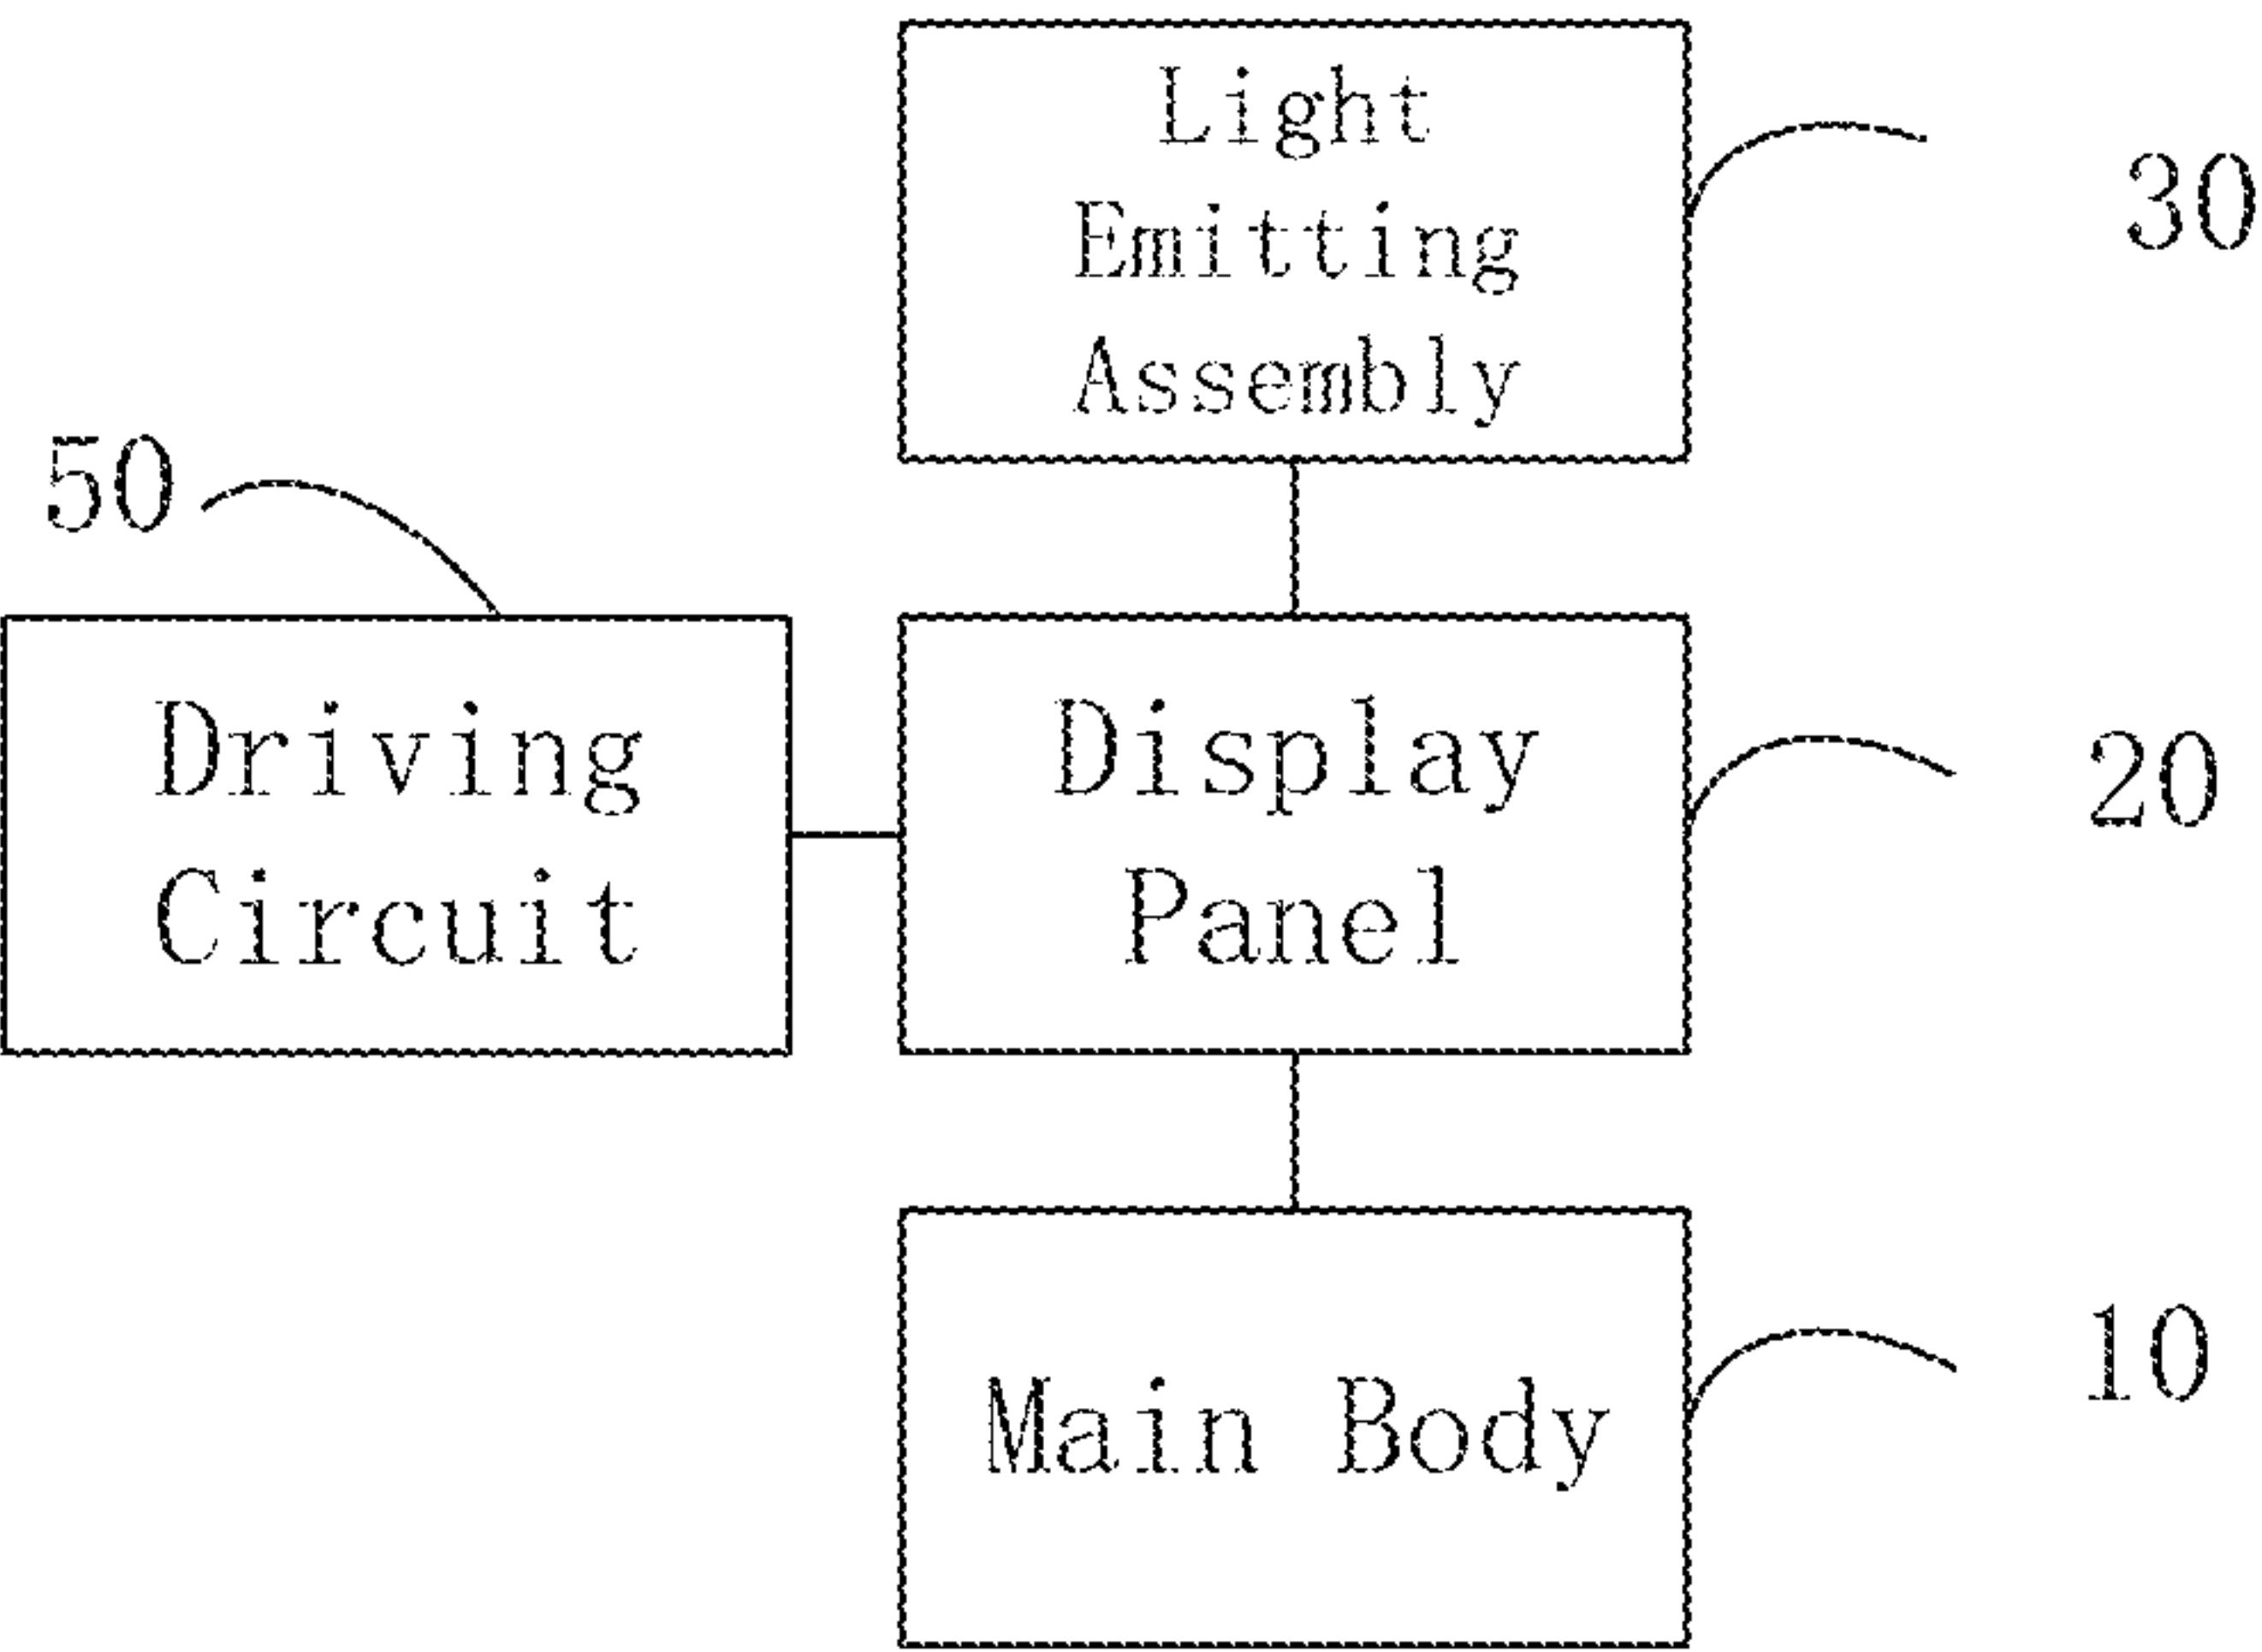 Light
Emitting
Assembly
30
50
Driving
Circuit
Display
Panel
20
Main Body
10